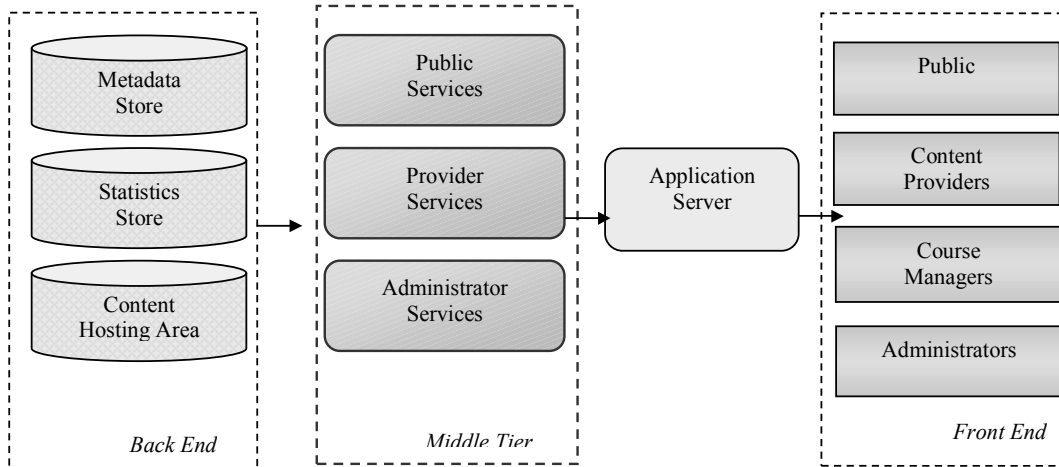 Metadata
Store
Statistics
Store
Content
Hosting Area
Back End
Public
Services
Provider
Services
Administrator
Services
Middle Tier
Application
Server
Public
Content
Providers
Course
Managers
Administrators
Front End